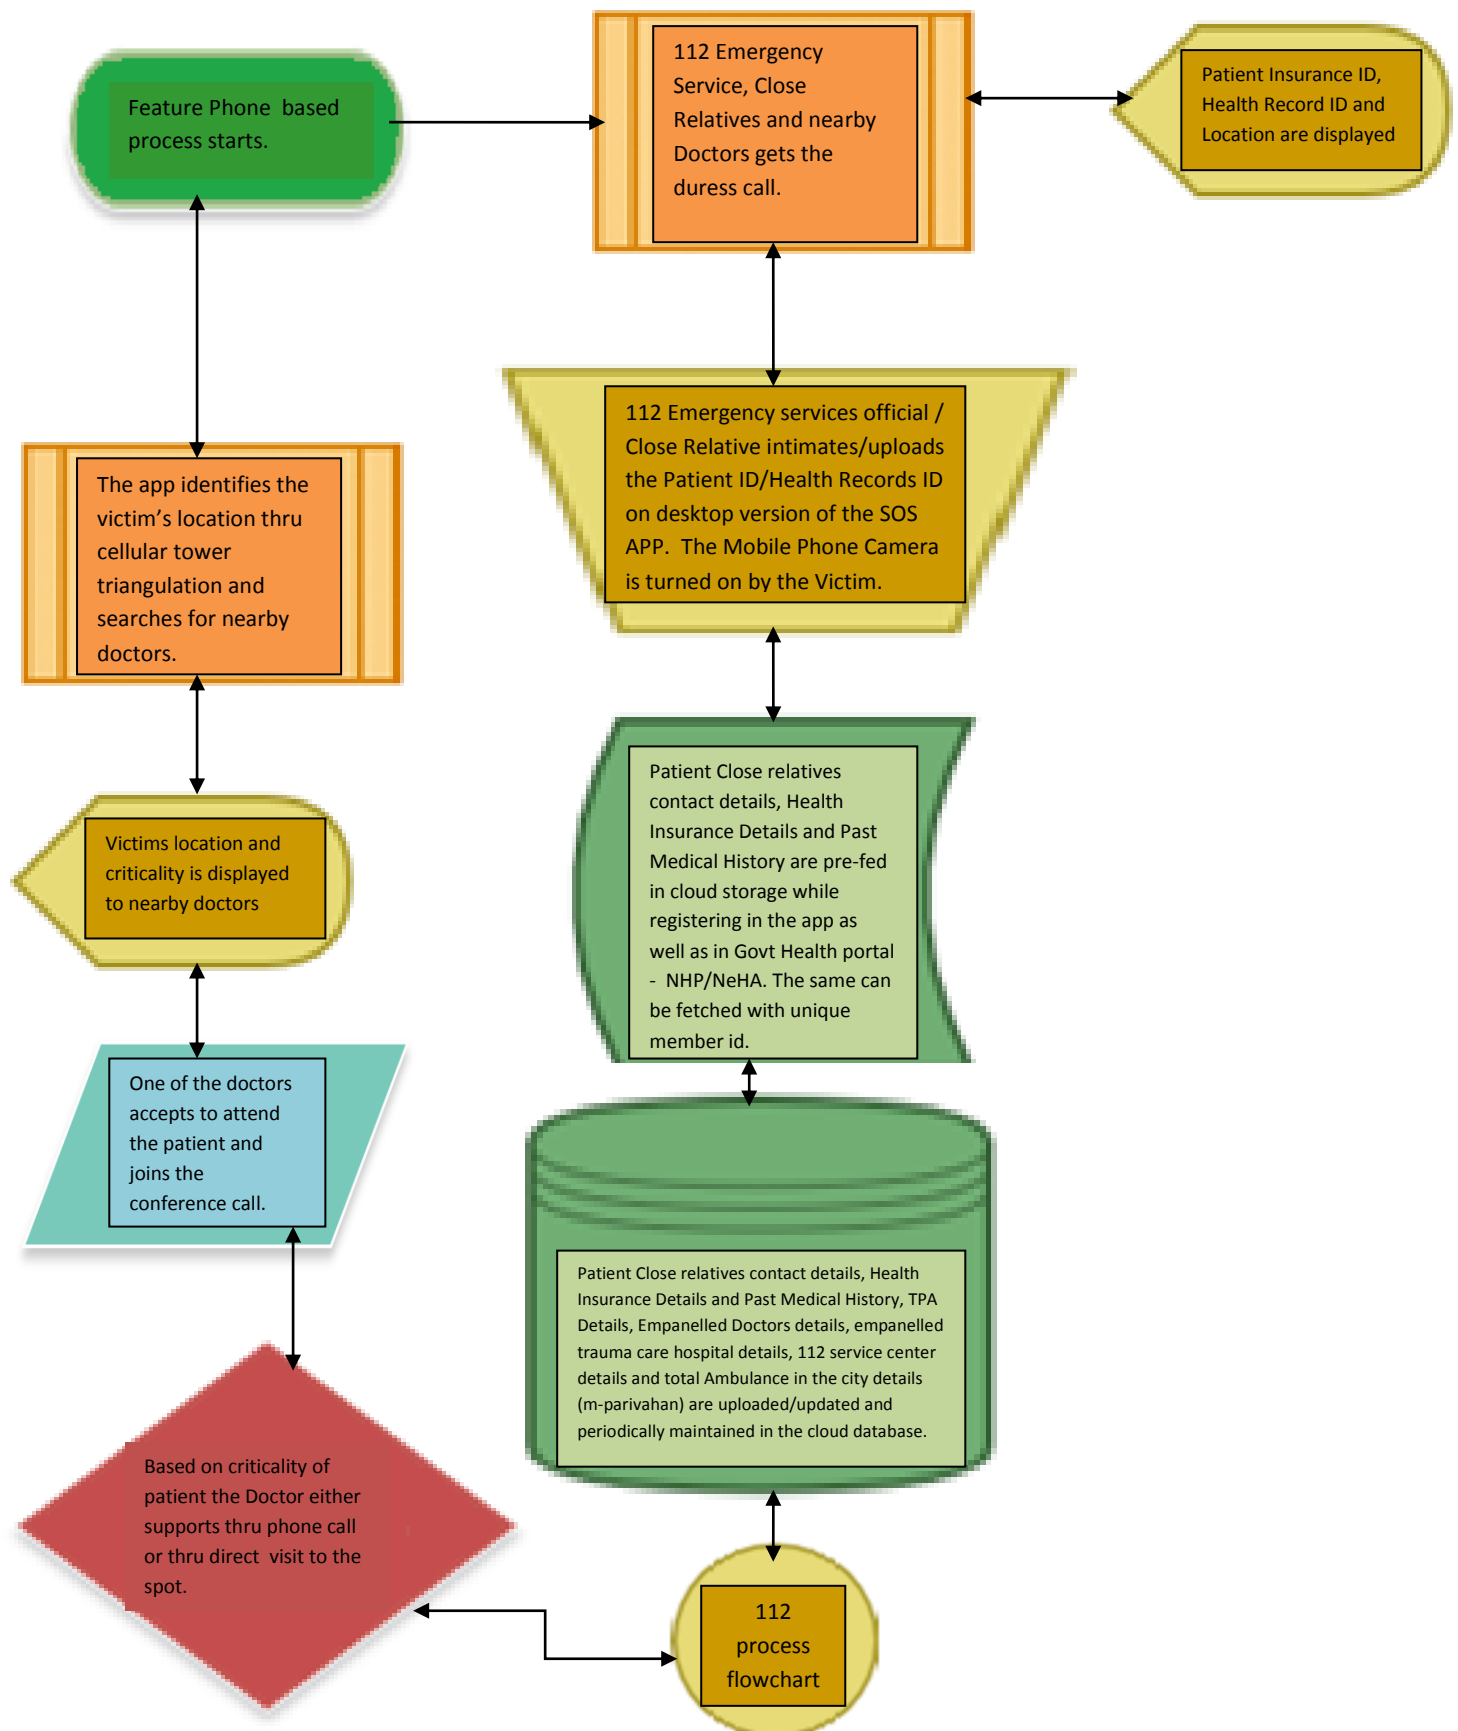 Feature Phone based
process starts.
112 Emergency
Service, Close
Relatives and nearby
Doctors gets the
duress call.
Patient Insurance ID,
Health Record ID and
Location are displayed
The app identifies the
victim’s location thru
cellular tower
triangulation and
searches for nearby
doctors.
112 Emergency services official /
Close Relative intimates/uploads
the Patient ID/Health Records ID
on desktop version of the SOS
APP. The Mobile Phone Camera
is turned on by the Victim.
Victims location and
criticality is displayed
to nearby doctors
Patient Close relatives
contact details, Health
Insurance Details and Past
Medical History are pre-fed
in cloud storage while
registering in the app as
well as in Govt Health portal
- NHP/NeHA. The same can
be fetched with unique
member id.
One of the doctors
accepts to attend
the patient and
joins the
conference call.
Patient Close relatives contact details, Health
Insurance Details and Past Medical History, TPA
Details, Empanelled Doctors details, empanelled
trauma care hospital details, 112 service center
details and total Ambulance in the city details
(m-parivahan) are uploaded/updated and
periodically maintained in the cloud database.
Based on criticality of
patient the Doctor either
supports thru phone call
or thru direct visit to the
spot.
112
process
flowchart